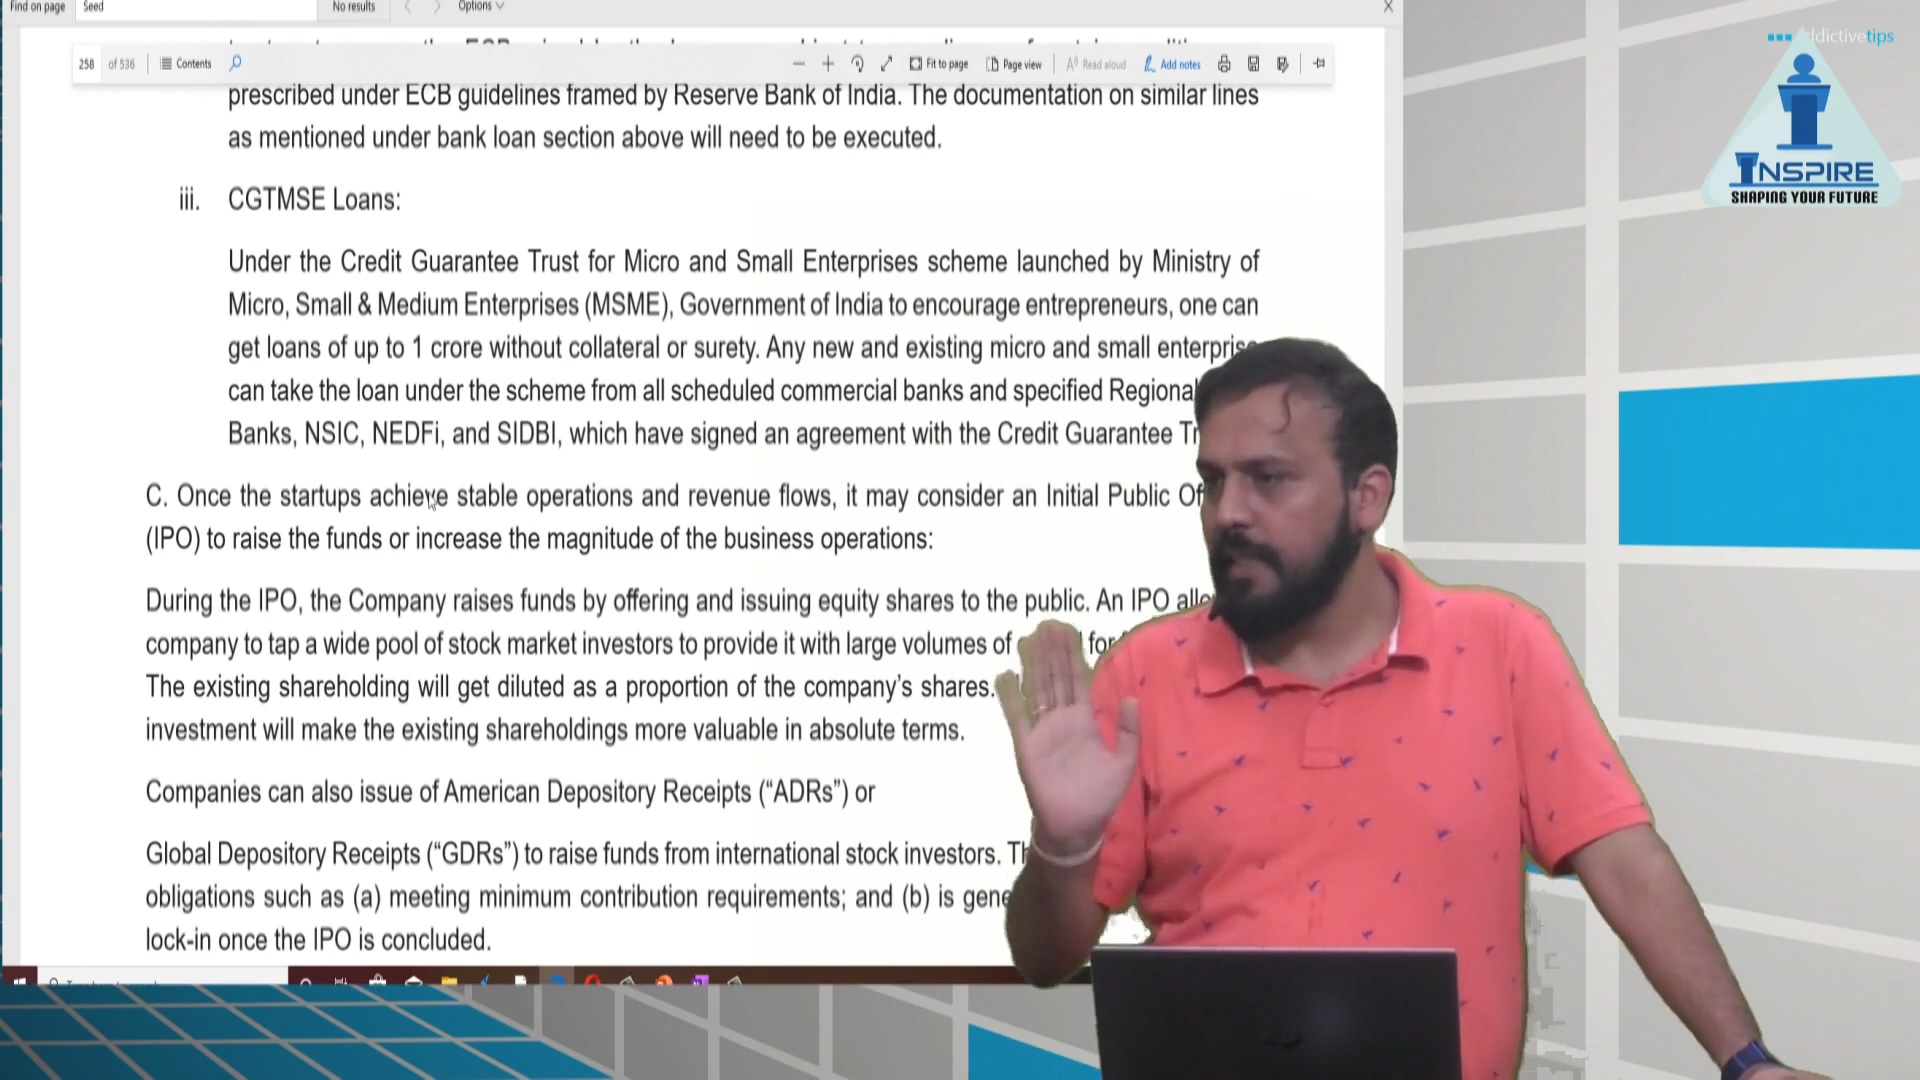 Find on page
Seed
No results
Options
ddictivetips
258 of 536
Contents
Fit to page
Page view
Read aloud
Add notes
prescribed under ECB guidelines framed by Reserve Bank of India. The documentation on similar lines
as mentioned under bank loan section above will need to be executed.
INSPIRE
SHAPING YOUR FUTURE
iii. CGTMSE Loans:
Under the Credit Guarantee Trust for Micro and Small Enterprises scheme launched by Ministry of
Micro, Small & Medium Enterprises (MSME), Government of India to encourage entrepreneurs, one can
get loans of up to 1 crore without collateral or surety. Any new and existing micro and small enterprise
can take the loan under the scheme from all scheduled commercial banks and specified Regional
Banks, NSIC, NEDFi, and SIDBI, which have signed an agreement with the Credit Guarantee
C. Once the startups achieve stable operations and revenue flows, it may consider an Initial Public
(IPO) to raise the funds or increase the magnitude of the business operations:
During the IPO, the Company raises funds by offering and issuing equity shares to the public. An IPO
company to tap a wide pool of stock market investors to provide it with large volumes of
The existing shareholding will get diluted as a proportion of the company's shares.
investment will make the existing shareholdings more valuable in absolute terms.
Companies can also issue of American Depository Receipts ("ADRs") or
Global Depository Receipts ("GDRs") to raise funds from international stock investors.
obligations such as (a) meeting minimum contribution requirements; and (b) is
lock-in once the IPO is concluded.